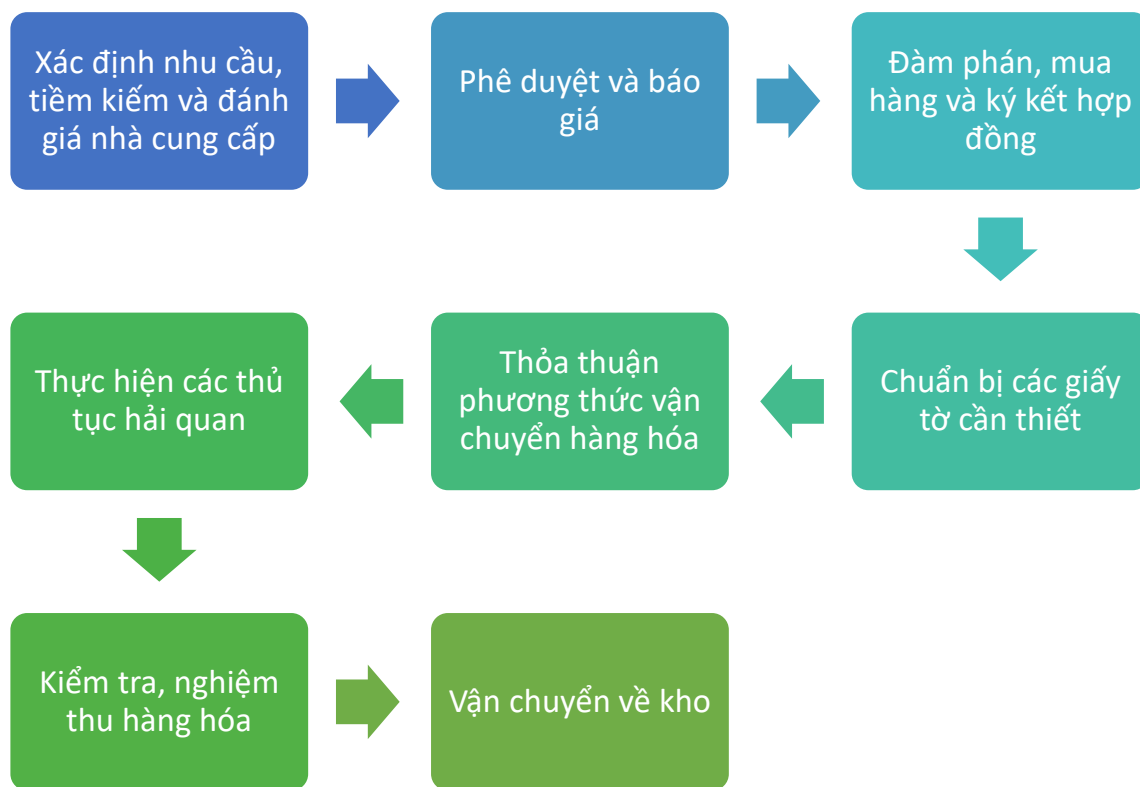 Xác định nhu cầu,
tiềm kiếm và đánh
giá nhà cung cấp
Phê duyệt và báo
giá
Đàm phán, mua
hàng và ký kết hợp
đồng
Chuẩn bị các giấy
tờ cần thiết
Thỏa thuận
phương thức vận
chuyển hàng hóa
Thực hiện các thủ
tục hải quan
Kiểm tra, nghiệm
thu hàng hóa
Vận chuyển về kho